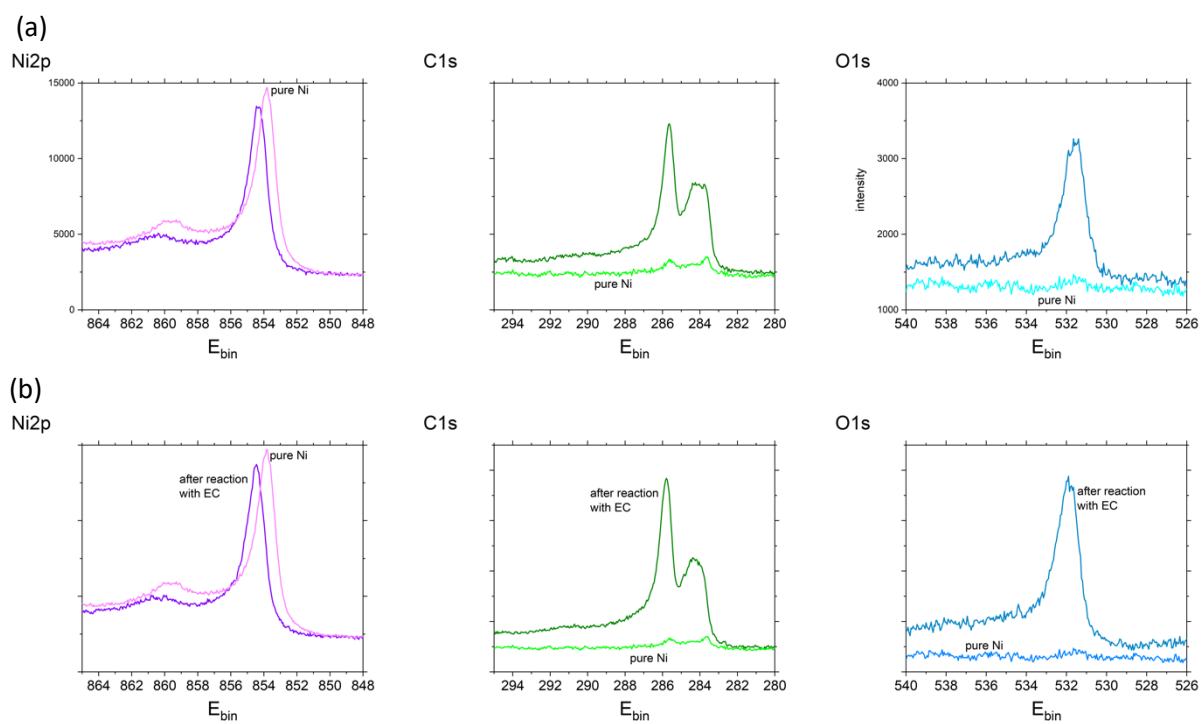 (a)
Ni2p
C1s
O1s
15000
10000
5000
0
pure Ni
864 862 860 858 856 854 852 850 848
E_bin
pure Ni
294 292 290 288 286 284 282 280
E_bin
4000
3000
2000
1000
intensity
pure Ni
540 538 536 534 532 530 528 526
E_bin
(b)
Ni2p
C1s
O1s
pure Ni
after reaction
with EC
864 862 860 858 856 854 852 850 848
E_bin
after reaction
with EC
pure Ni
294 292 290 288 286 284 282 280
E_bin
after reaction
with EC
pure Ni
540 538 536 534 532 530 528 526
E_bin